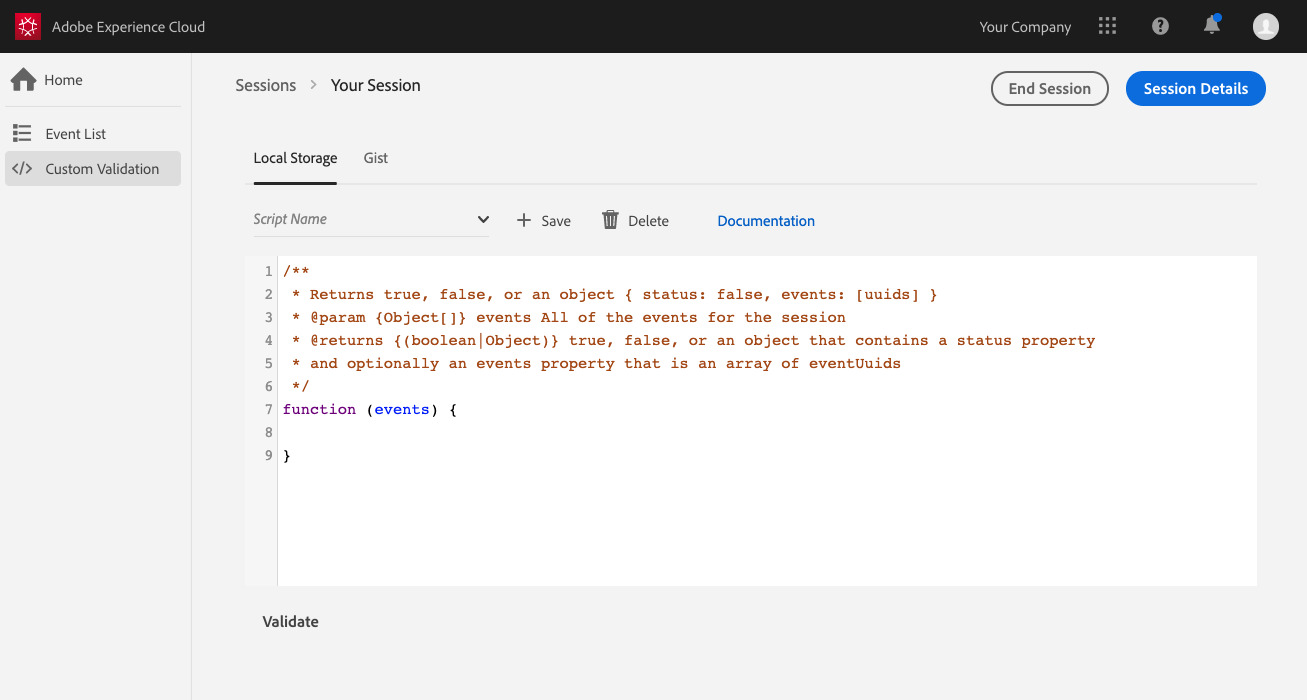 Adobe Experience Cloud
Your Company
Home
Event List
Custom Validation
Sessions > Your Session
End Session
Session Details
Local Storage
Gist
Script Name
Save
Delete
Documentation
1 /**
2  * Returns true, false, or an object { status: false, events: [uuids] }
3  * @param {Object[]} events All of the events for the session
4  * @returns {(boolean|Object)} true, false, or an object that contains a status property
5  * and optionally an events property that is an array of eventUuids
6  */
7 function (events) {
8
9 }
Validate